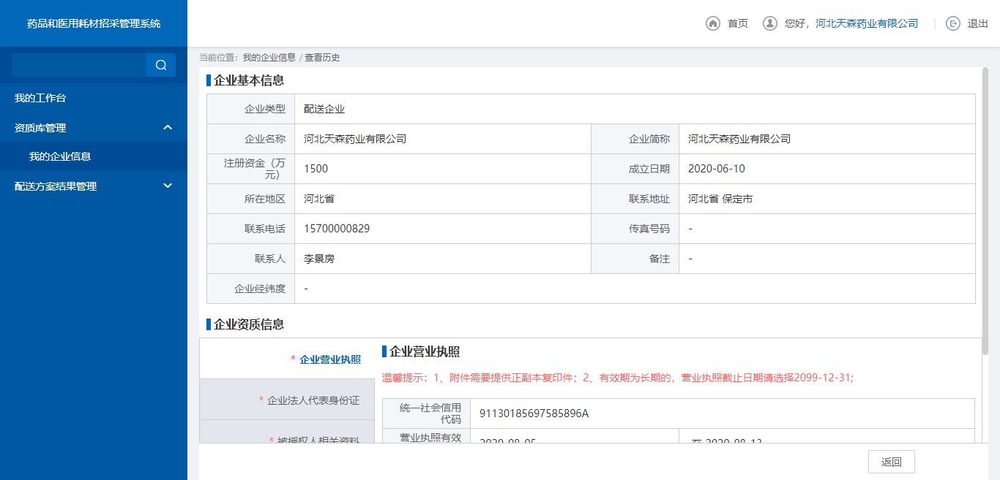 药品和医用耗材招采管理系统
首页
您好，河北天森药业有限公司
退出
我的工作台
资质库管理
我的企业信息
配送方案结果管理
当前位置：我的企业信息 / 查看历史
企业基本信息
企业类型 配送企业
企业名称 河北天森药业有限公司 企业简称 河北天森药业有限公司
注册资金（万
元） 1500 成立日期 2020-06-10
所在地区 河北省 联系地址 河北省 保定市
联系电话 15700000829 传真号码 -
联系人 李景房 备注 -
企业经纬度 -
企业资质信息
* 企业营业执照
* 企业法人代表身份证
* 被授权人相关资料
企业营业执照
温馨提示：1、附件需要提供正副本复印件；2、有效期为长期的，营业执照截止日期请选择2099-12-31;
统一社会信用
代码 91130185697585896A
营业执照有效 2020-08-05 至 2020-08-12
返回